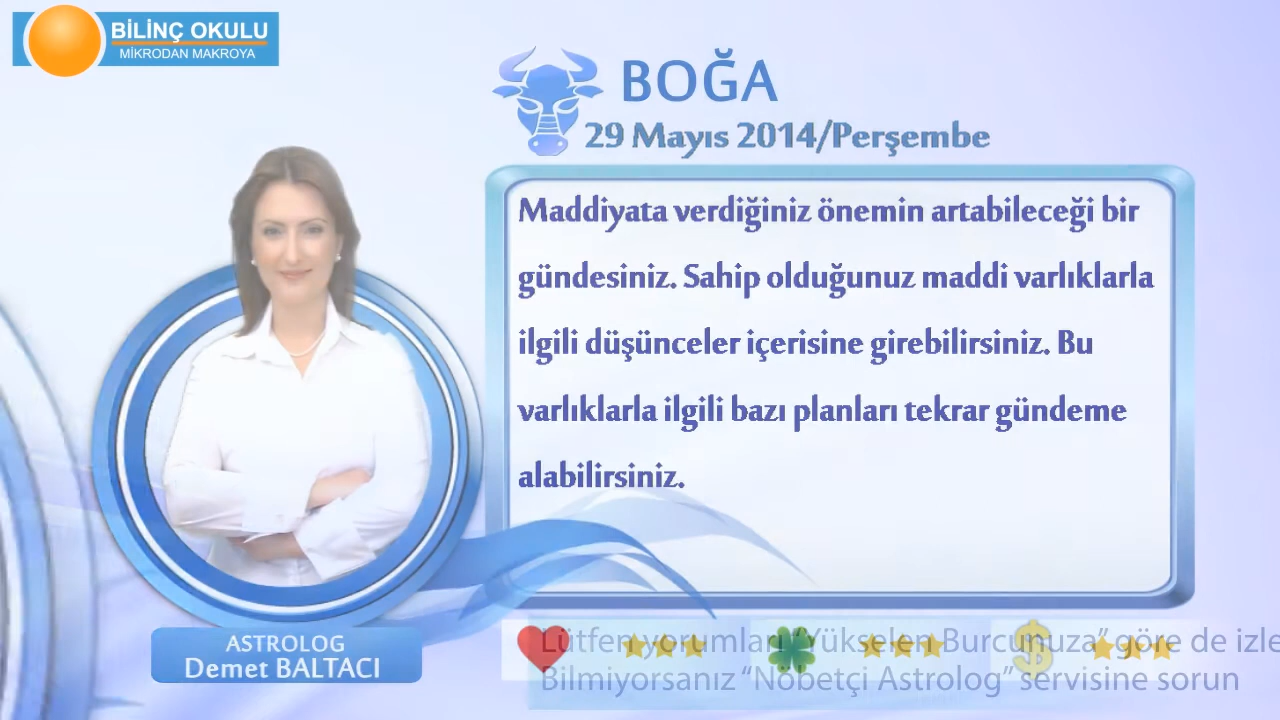 BİLİNÇ OKULU
MİKRODAN MAKROYA
BOĞA
29 Mayıs 2014/Perşembe
Maddiyata verdiğiniz önemin artabileceği bir
gündesiniz. Sahip olduğunuz maddi varlıklarla
ilgili düşünceler içerisine girebilirsiniz. Bu
varlıklarla ilgili bazı planları tekrar gündeme
alabilirsiniz.
ASTROLOG
Demet BALTACI
Lütfen yorumları "Yükselen Burcunuza" göre de izle
Bilmiyorsanız "Nöbetçi Astrolog" servisine sorun